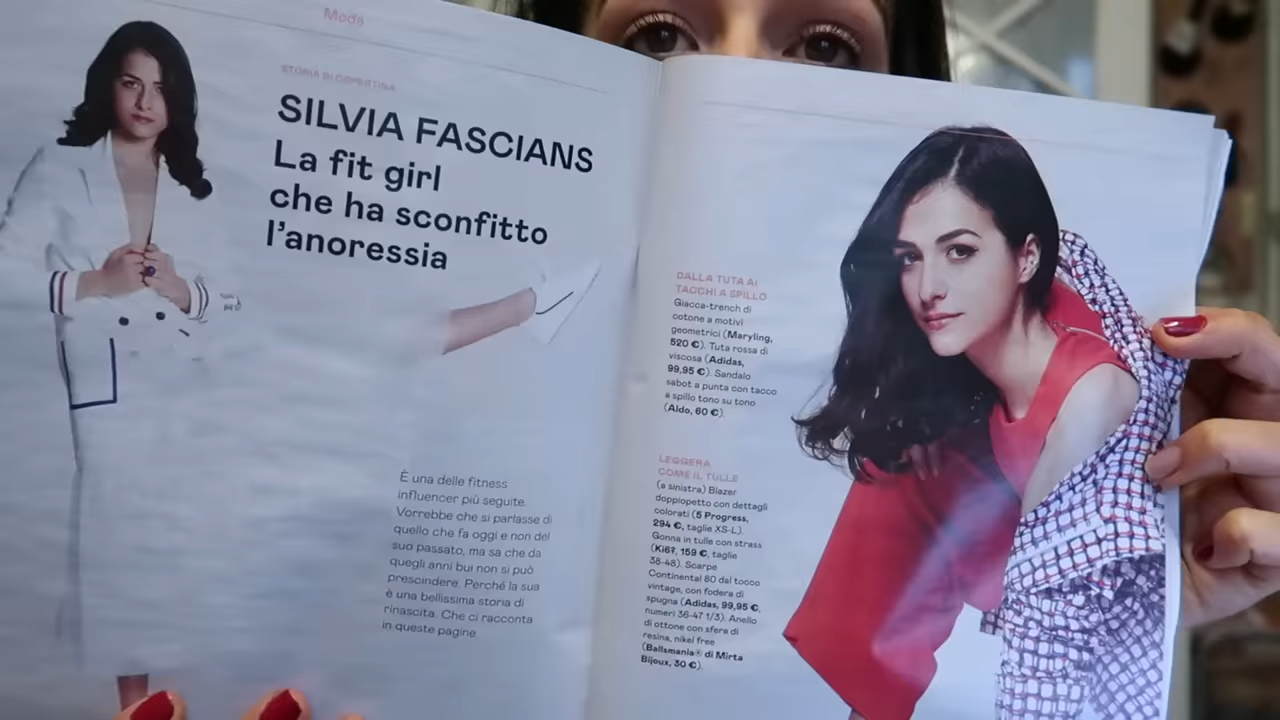 Moda
STORIA DI COPERTINA
SILVIA FASCIANS
La fit girl
che ha sconfitto
l'anoressia
È una delle fitness
influencer più seguite.
Vorrebbe che si parlasse di
quello che fa oggi e non del
suo passato, ma sa che da
quegli anni bui non si può
prescindere. Perché la sua
è una bellissima storia di
rinascita. Che ci racconta
in queste pagine
DALLA TUTA AI
TACCHI A SPILLO
Giacca-trench di
cotone a motivi
geometrici (Maryling,
520 €). Tuta rossa di
viscosa (Adidas,
99,95 €). Sandalo
sabot a punta con tacco
a spillo tono su tono
(Aldo, 60 €).
LEGGERA
COME IL TULLE
(a sinistra) Blazer
doppiopetto con dettagli
colorati (5 Progress,
294 €, taglie XS-L).
Gonna in tulle con strass
(Ki6?, 159 €, taglie
38-48). Scarpe
Continental 80 dal tocco
vintage, con fodera di
spugna (Adidas, 99,95 €,
numeri 36-47 1/3). Anello
di ottone con sfera di
resina, nikel free
(Ballsmania® di Mirta
Bijoux, 30 €).